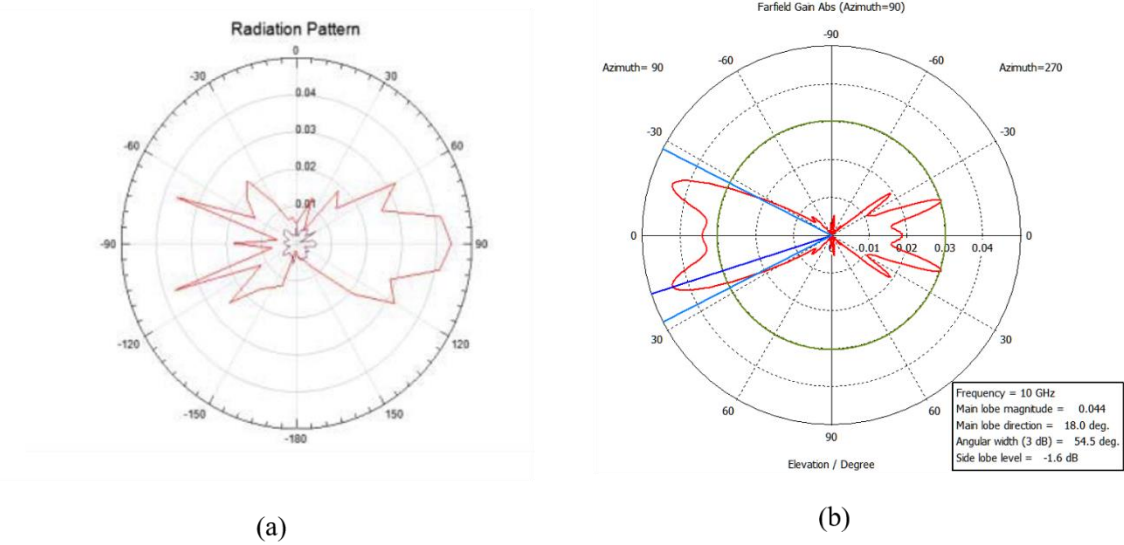 Radiation Pattern
0
-30
30
0.04
0.03
-60
60
0.02
0.01
-90
90
-120
120
-150
150
-180
(a)
Farfield Gain Abs (Azimuth=90)
-90
Azimuth= 90
-60
-60
Azimuth=270
-30
-30
0
0.01
0.02
0.03
0.04
0
30
30
60
60
90
Elevation / Degree
Frequency = 10 GHz
Main lobe magnitude = 0.044
Main lobe direction = 18.0 deg.
Angular width (3 dB) = 54.5 deg.
Side lobe level = -1.6 dB
(b)